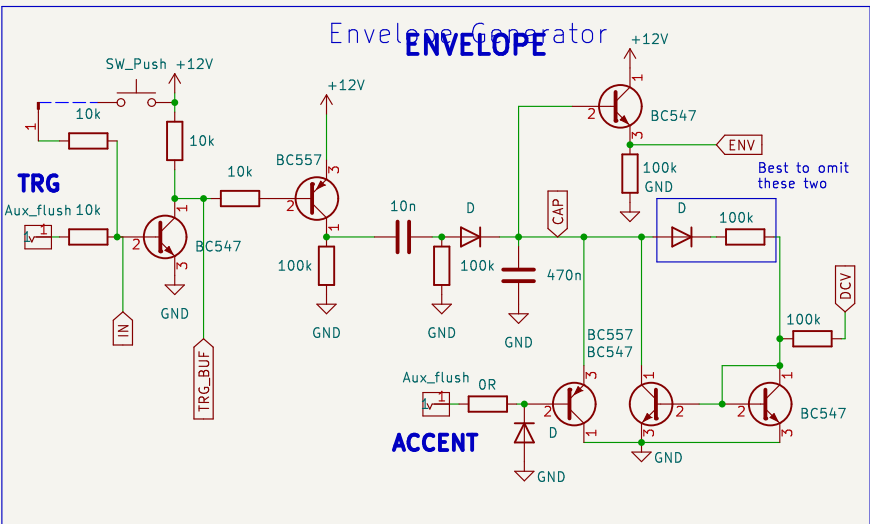 Envelope Generator
ENVELOPE
+12V
SW_Push +12V
+12V
1
2
BC547
3
1
10k
10k
BC557
3
ENV
100k
GND
Best to omit
these two
TRG
10k
2
1
CAP
D
100k
Aux_flush 10k
1
1
2
BC547
3
10n
D
100k
100k
470n
DCV
GND
IN
GND
GND
GND
100k
BC557
BC547
TRG_BUF
Aux_flush
1
0R
3
1
1
2
2
2
BC547
ACCENT
D
1
3
3
GND
GND